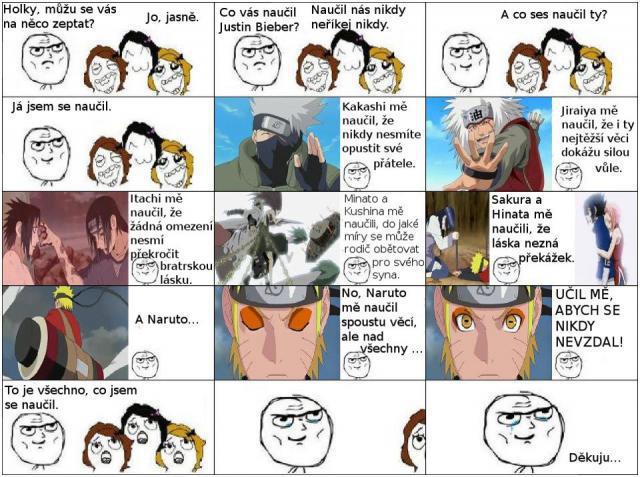 Holky, můžu se vás
na něco zeptat?
Jo, jasně.
Co vás naučil
Justin Bieber?
Naučil nás nikdy
neříkej nikdy.
A co ses naučil ty?
Já jsem se naučil.
Kakashi mě
naučil, že
nikdy nesmíte
opustit své
přátele.
Jiraiya mě
naučil, že i ty
nejtěžší věci
dokážu silou
vůle.
Itachi mě
naučil, že
žádná omezení
nesmí
překročit
bratrskou
lásku.
Minato a
Kushina mě
naučili, do jaké
míry se může
rodič obětovat
pro svého
syna.
Sakura a
Hinata mě
naučili, že
láska nezná
překážek.
A Naruto...
No, Naruto
mě naučil
spoustu věcí,
ale nad
všechny ...
UČIL MĚ,
ABYCH SE
NIKDY
NEVZDAL!
To je všechno, co jsem
se naučil.
Děkuju...
油